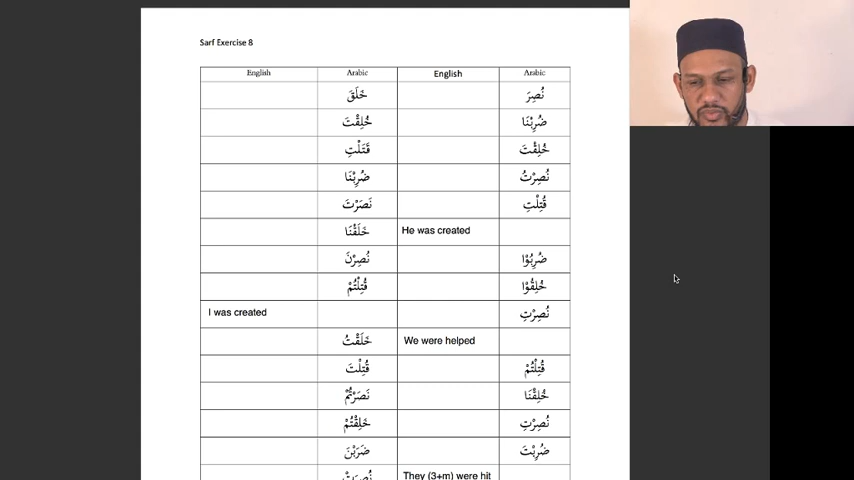 Sarf Exercise 8
English Arabic English Arabic
خَلَقَ نُصِرَ
خُلِقْتَ ضُرِبْنَا
قَتَلْتِ خُلِقْتَ
ضُرِبْنَا نُصِرْتُ
نَصَرْتَ قُتِلْتِ
خَلَقْنَا He was created
نُصِرْنَ ضُرِبُوْا
قُتِلْتُمْ خُلِقُوْا
I was created نُصِرْتِ
خَلَقْتُ We were helped
قُتِلْتَ قُتِلْتُمْ
نَصَرْتُمْ خُلِقْنَا
خَلِقْتُمْ نُصِرْتِ
ضَرَبْنَ ضُرِبْتَ
They (3+m) were hit